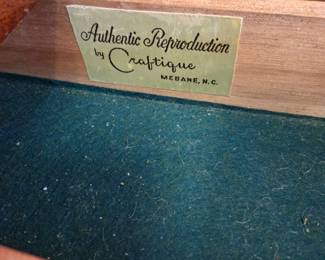 Authentic Reproduction
by Craftique
MEBANE, N.C.